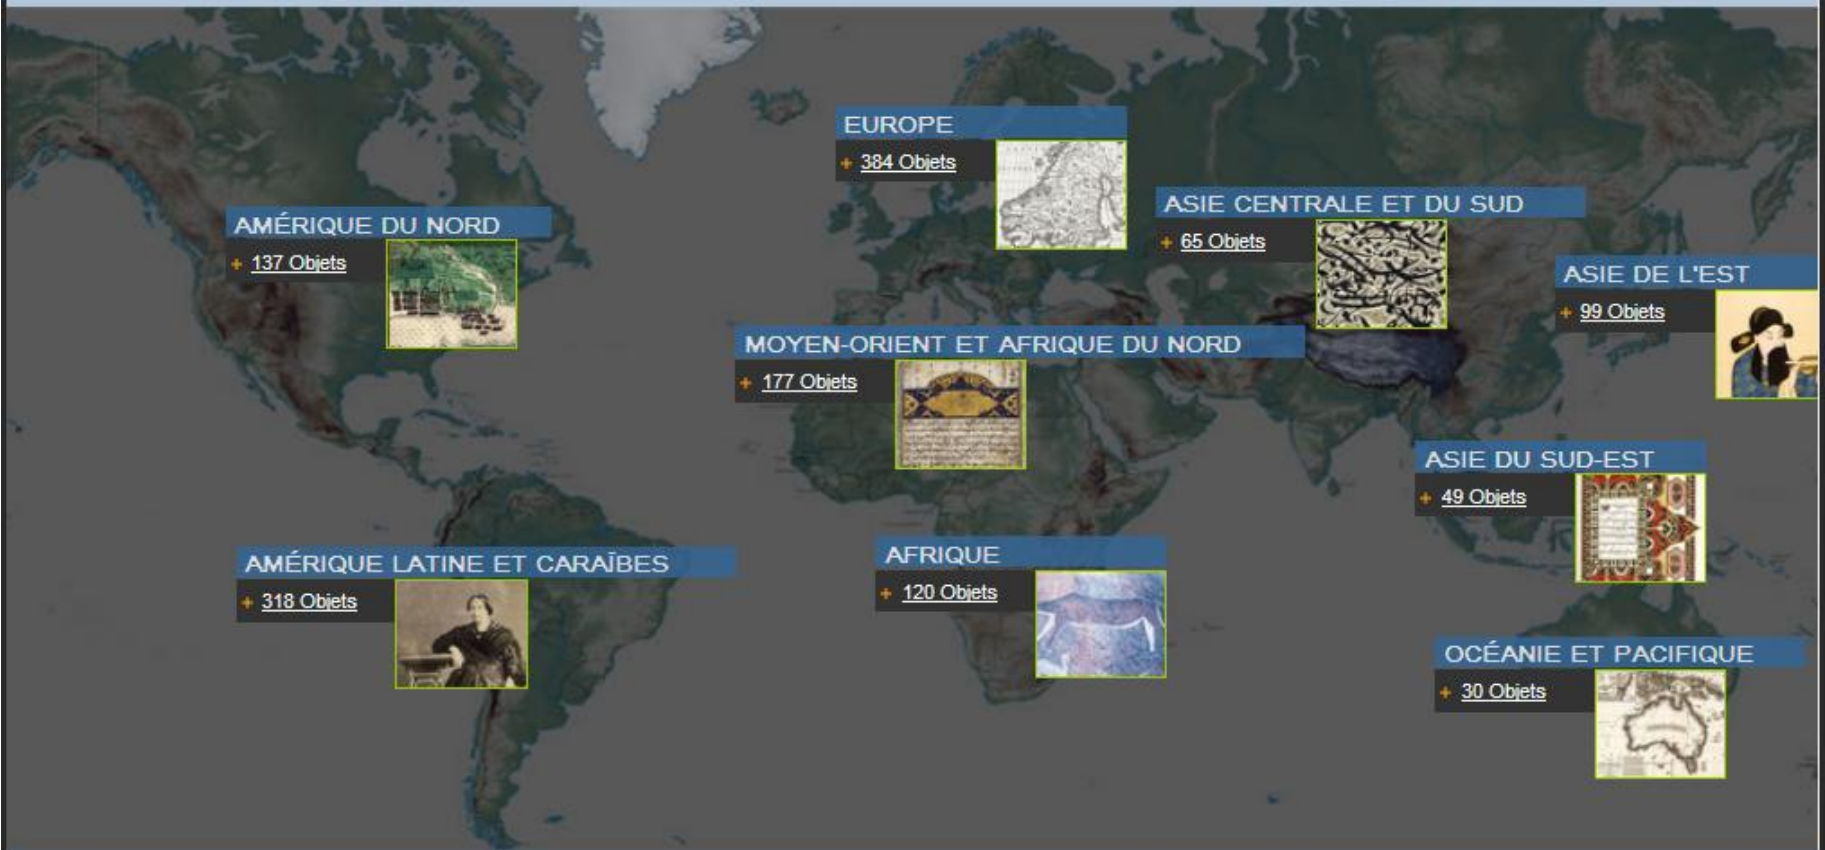 EUROPE
384 Objets
ASIE CENTRALE ET DU SUD
65 Objets
AMÉRIQUE DU NORD
137 Objets
ASIE DE L'EST
99 Objets
MOYEN-ORIENT ET AFRIQUE DU NORD
177 Objets
ASIE DU SUD-EST
49 Objets
AFRIQUE
120 Objets
AMÉRIQUE LATINE ET CARAÏBES
318 Objets
OCÉANIE ET PACIFIQUE
30 Objets